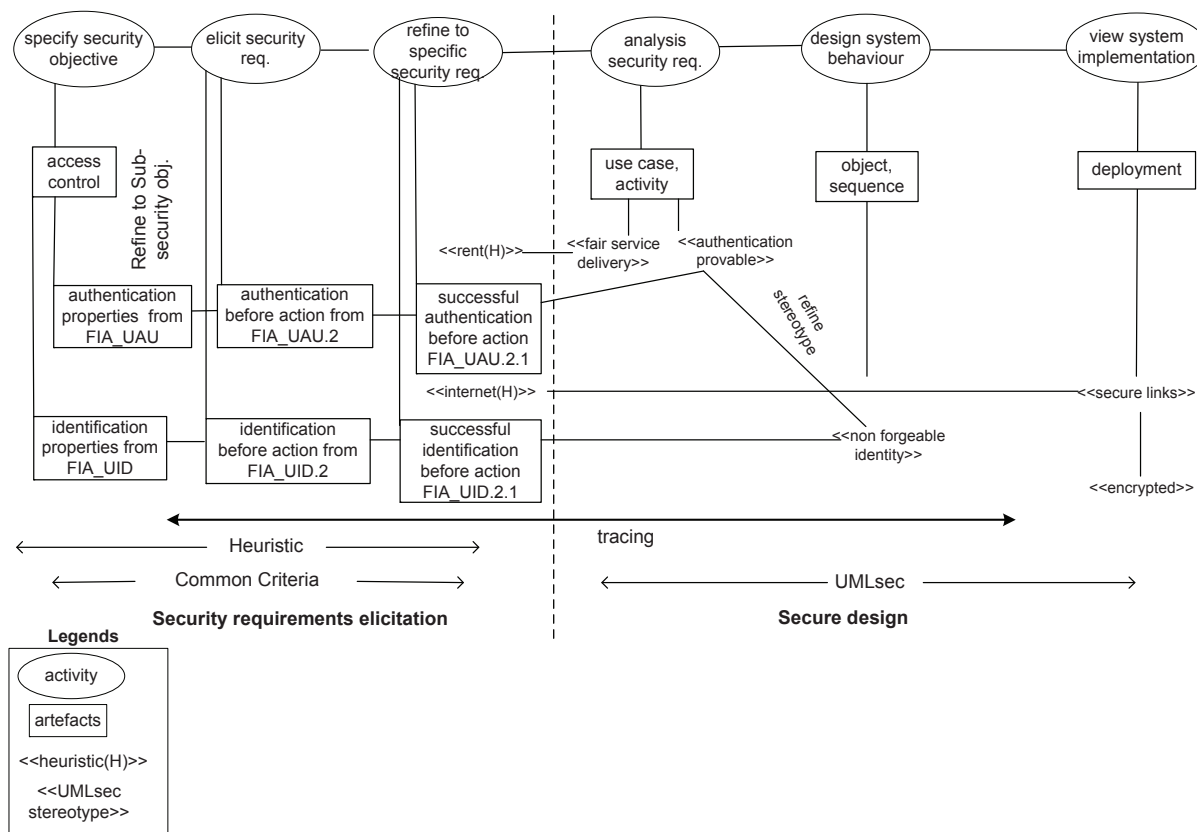 specify security
objective
elicit security
req.
refine to
specific
security req.
analysis
security req.
design system
behaviour
view system
implementation
access
control
Refine to Sub-
security obj.
use case,
activity
object,
sequence
deployment
<<rent(H)>>
<<fair service
delivery>>
<<authentication
provable>>
authentication
properties from
FIA_UAU
authentication
before action from
FIA_UAU.2
successful
authentication
before action
FIA_UAU.2.1
refine
stereotype
<<internet(H)>>
<<secure links>>
identification
properties from
FIA_UID
identification
before action from
FIA_UID.2
successful
identification
before action
FIA_UID.2.1
<<non forgeable
identity>>
<<encrypted>>
tracing
Heuristic
Common Criteria
UMLsec
Security requirements elicitation
Secure design
Legends
activity
artefacts
<<heuristic(H)>>
<<UMLsec
stereotype>>